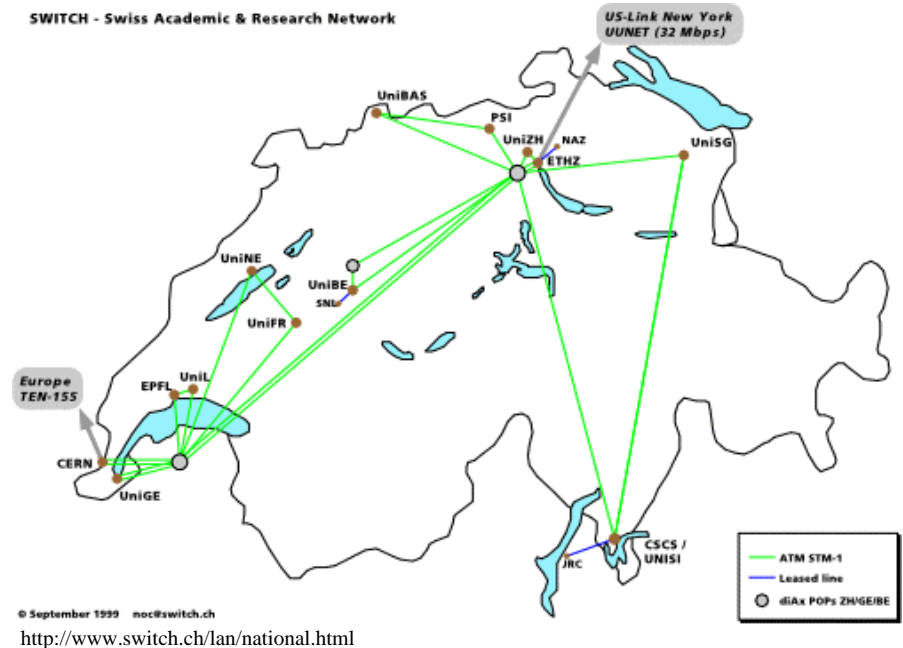 SWITCH - Swiss Academic & Research Network
US-Link New York
UUNET (32 Mbps)
UniBAS
PSI
UniZH
NAZ
ETHZ
UniSG
UniNE
UniBE
SNL
UniFR
Europe
TEN-155
EPFL
UniL
CERN
UniGE
CSCS /
UNISI
JRC
ATM STM-1
Leased line
diAx POPs ZH/GE/BE
© September 1999 noc@switch.ch
http://www.switch.ch/lan/national.html